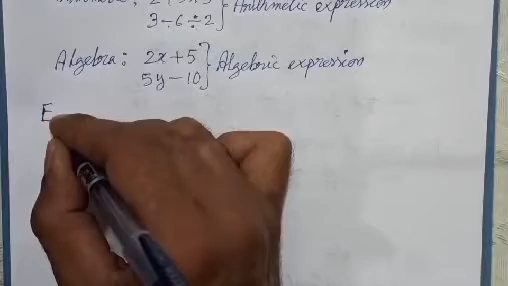 3 ÷ 6 ÷ 2 } Arithmetic expression
Algebra : 2x + 5 } Algebric expression
5y − 10
E